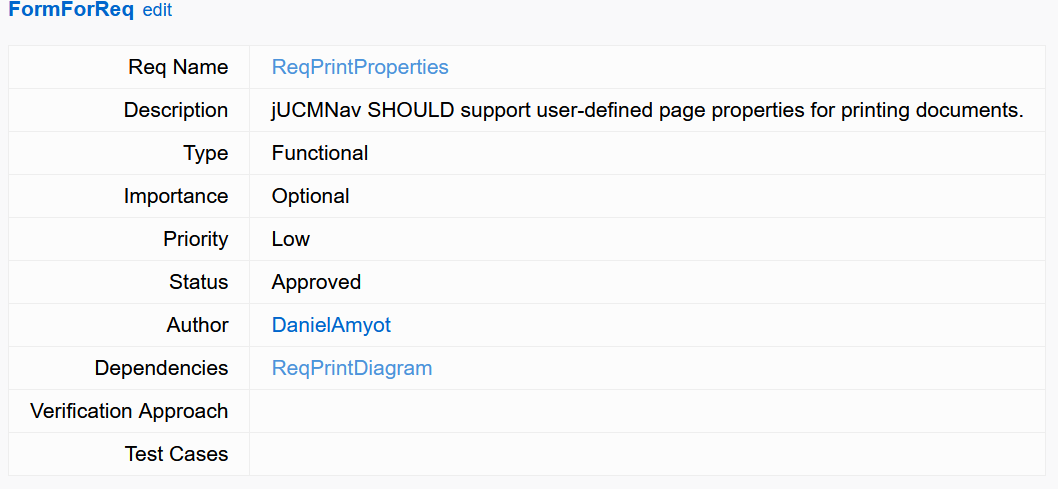 FormForReq edit
Req Name ReqPrintProperties
Description jUCMNav SHOULD support user-defined page properties for printing documents.
Type Functional
Importance Optional
Priority Low
Status Approved
Author DanielAmyot
Dependencies ReqPrintDiagram
Verification Approach
Test Cases